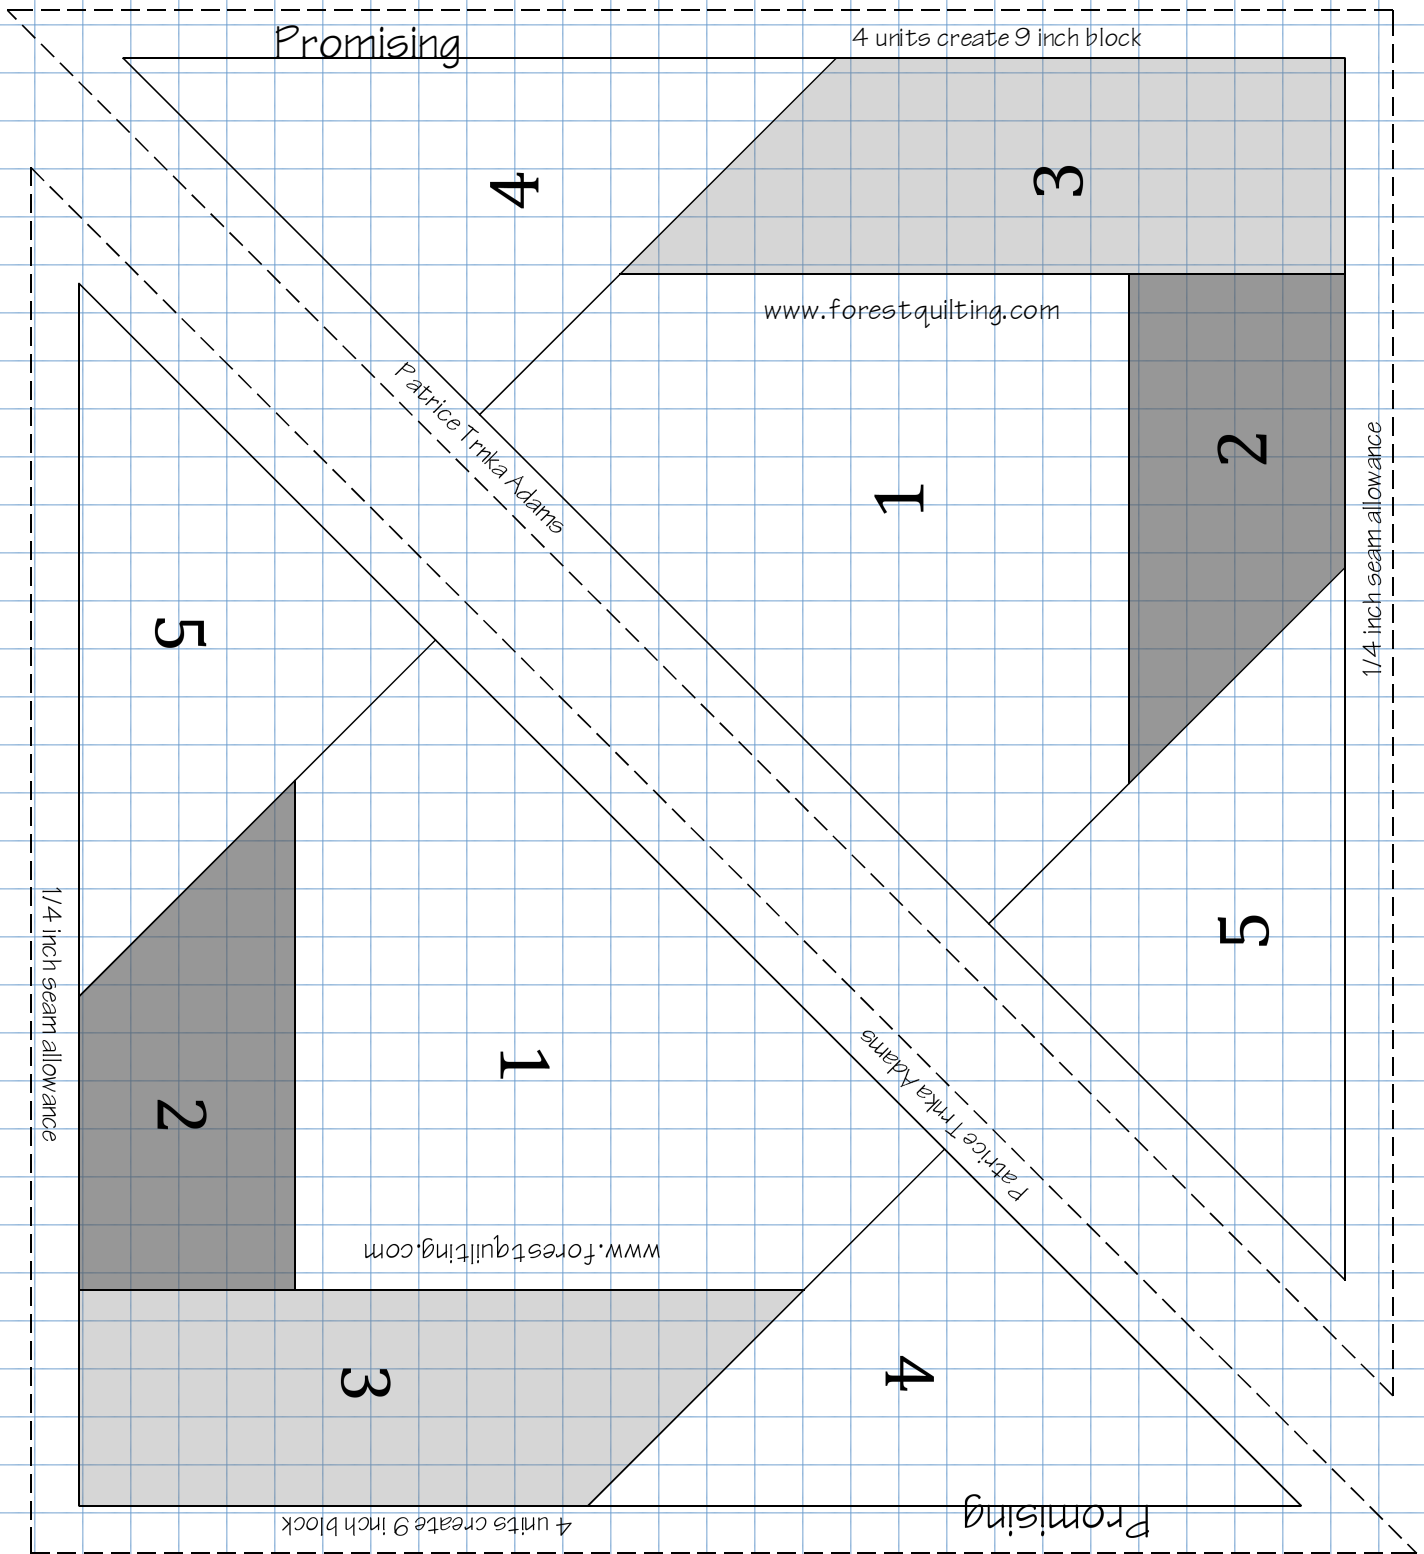 Promising
4 units create 9 inch block
4
3
www.forestquilting.com
Patrice Trnka Adams
1
2
1/4 inch seam allowance
5
5
1/4 inch seam allowance
2
1
Patrice Trnka Adams
www.forestquilting.com
3
4
Promising
4 units create 9 inch block